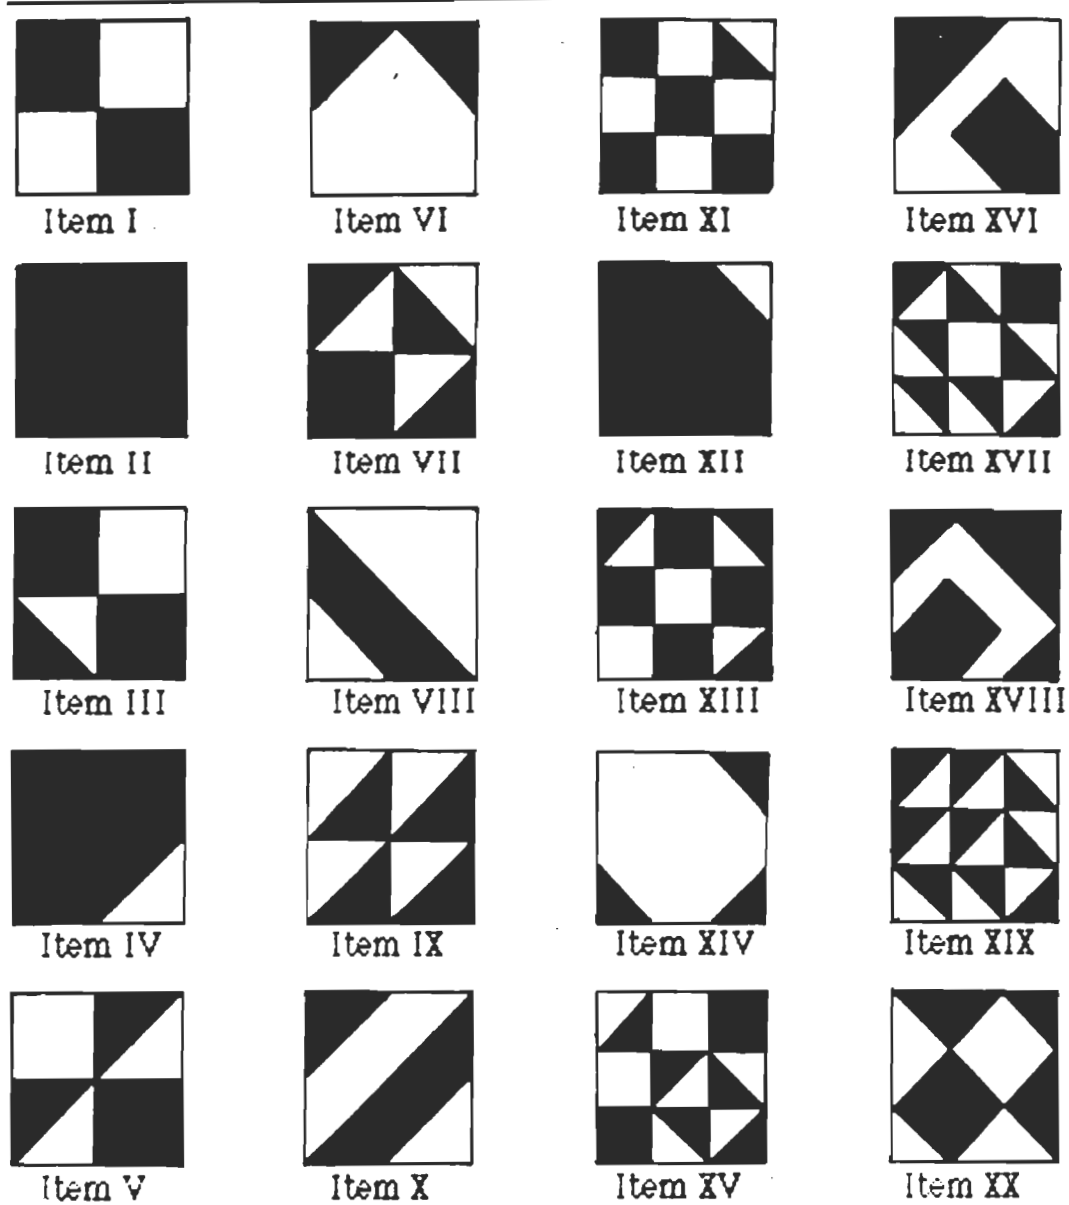 Item I
Item VI
Item XI
Item XVI
Item II
Item VII
Item XII
Item XVII
Item III
Item VIII
Item XIII
Item XVIII
Item IV
Item IX
Item XIV
Item XIX
Item V
Item X
Item XV
Item XX